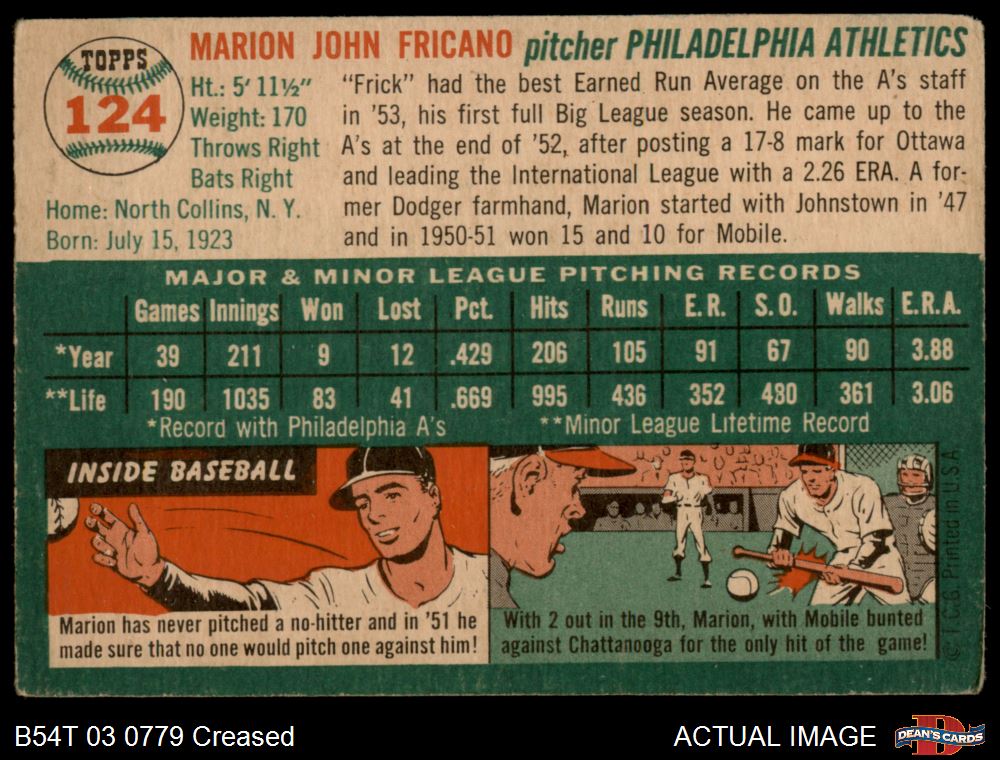 TOPPS
124
MARION JOHN FRICANO pitcher PHILADELPHIA ATHLETICS
Ht.: 5' 11½"
Weight: 170
Throws Right
Bats Right
Home: North Collins, N. Y.
Born: July 15, 1923
"Frick" had the best Earned Run Average on the A's staff
in '53, his first full Big League season. He came up to the
A's at the end of '52, after posting a 17-8 mark for Ottawa
and leading the International League with a 2.26 ERA. A for-
mer Dodger farmhand, Marion started with Johnstown in '47
and in 1950-51 won 15 and 10 for Mobile.
MAJOR & MINOR LEAGUE PITCHING RECORDS
Games Innings Won Lost Pct. Hits Runs E.R. S.O. Walks E.R.A.
*Year 39 211 9 12 .429 206 105 91 67 90 3.88
**Life 190 1035 83 41 .669 995 436 352 480 361 3.06
*Record with Philadelphia A's **Minor League Lifetime Record
INSIDE BASEBALL
Marion has never pitched a no-hitter and in '51 he
made sure that no one would pitch one against him!
With 2 out in the 9th, Marion, with Mobile bunted
against Chattanooga for the only hit of the game!
© T.C.G. Printed in U.S.A.
B54T 03 0779 Creased
ACTUAL IMAGE
DEAN'S CARDS